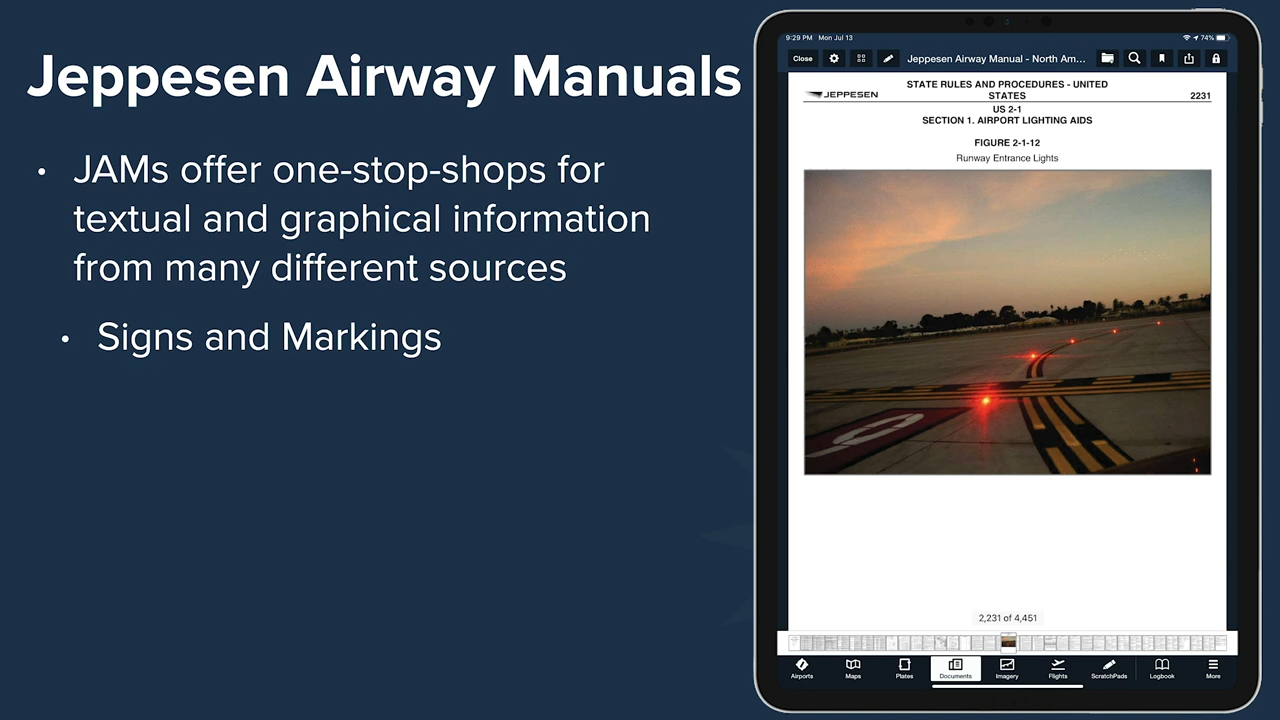 Jeppesen Airway Manuals
• JAMs offer one-stop-shops for
textual and graphical information
from many different sources
• Signs and Markings
9:29 PM Mon Jul 13
74%
Close
Jeppesen Airway Manual - North Am...
JEPPESEN
STATE RULES AND PROCEDURES - UNITED
STATES
2231
US 2-1
SECTION 1. AIRPORT LIGHTING AIDS
FIGURE 2-1-12
Runway Entrance Lights
2,231 of 4,451
Airports
Maps
Plates
Documents
Imagery
Flights
ScratchPads
Logbook
More